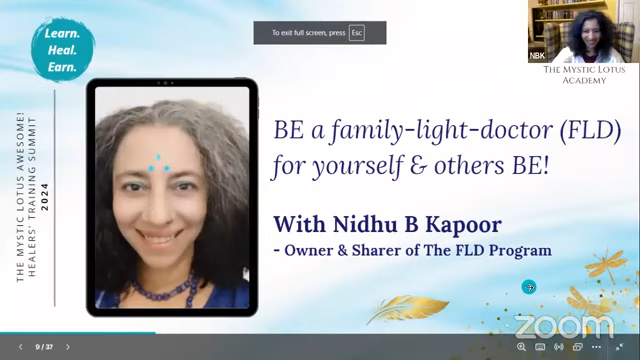 Learn.
Heal.
Earn.
To exit full screen, press Esc
NBK
THE MYSTIC LOTUS
ACADEMY
THE MYSTIC LOTUS AWESOME!
HEALERS' TRAINING SUMMIT
2024
BE a family-light-doctor (FLD)
for yourself & others BE!
With Nidhu B Kapoor
- Owner & Sharer of The FLD Program
zoom
9 / 37